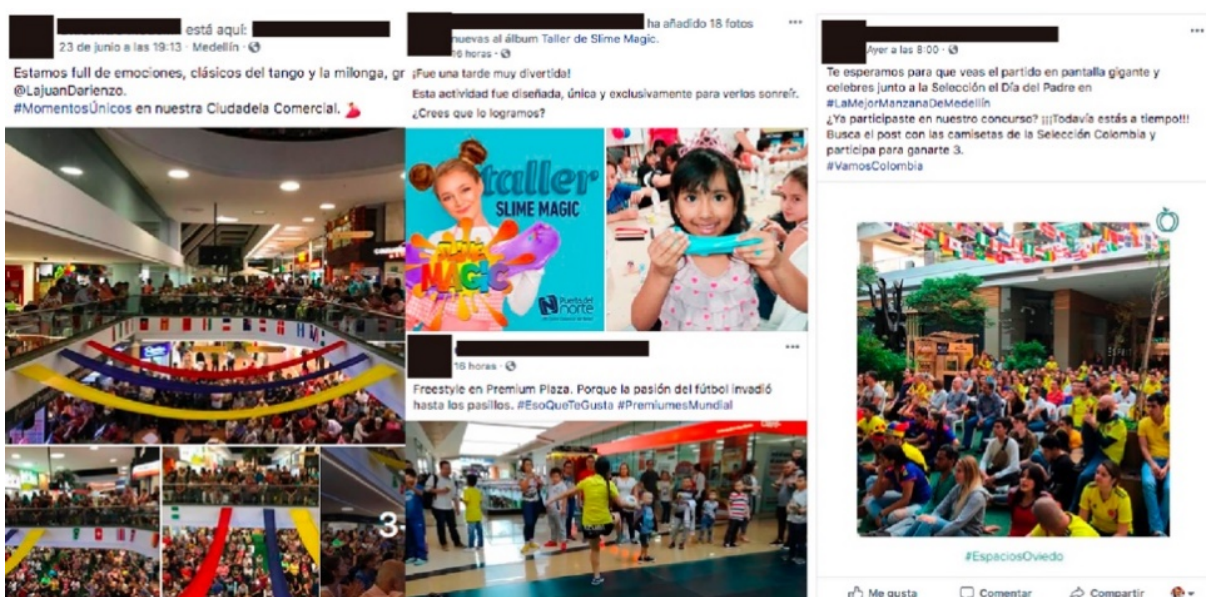 está aquí:
23 de junio a las 19:13 · Medellín ·
Estamos full de emociones, clásicos del tango y la milonga, gr
@LajuanDarienzo.
#MomentosÚnicos en nuestra Ciudadela Comercial.
3
ha añadido 18 fotos
nuevas al álbum Taller de Slime Magic.
16 horas ·
¡Fue una tarde muy divertida!
Esta actividad fue diseñada, única y exclusivamente para verlos sonreír.
¿Crees que lo logramos?
taller
SLIME MAGIC
MAGIC
Puerta del
norte
16 horas ·
Freestyle en Premium Plaza. Porque la pasión del fútbol invadió
hasta los pasillos. #EsoQueTeGusta #PremiumesMundial
Ayer a las 8:00 ·
Te esperamos para que veas el partido en pantalla gigante y
celebres junto a la Selección el Día del Padre en
#LaMejorManzanaDeMedellín
¿Ya participaste en nuestro concurso? ¡¡¡Todavía estás a tiempo!!!
Busca el post con las camisetas de la Selección Colombia y
participa para ganarte 3.
#VamosColombia
#EspaciosOviedo
Me gusta Comentar Compartir